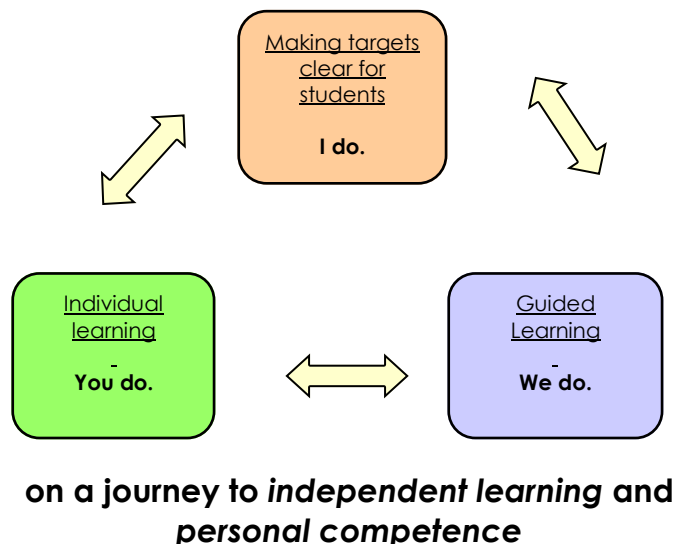 Making targets
clear for
students
I do.
Individual
learning
You do.
Guided
Learning
We do.
on a journey to independent learning and
personal competence